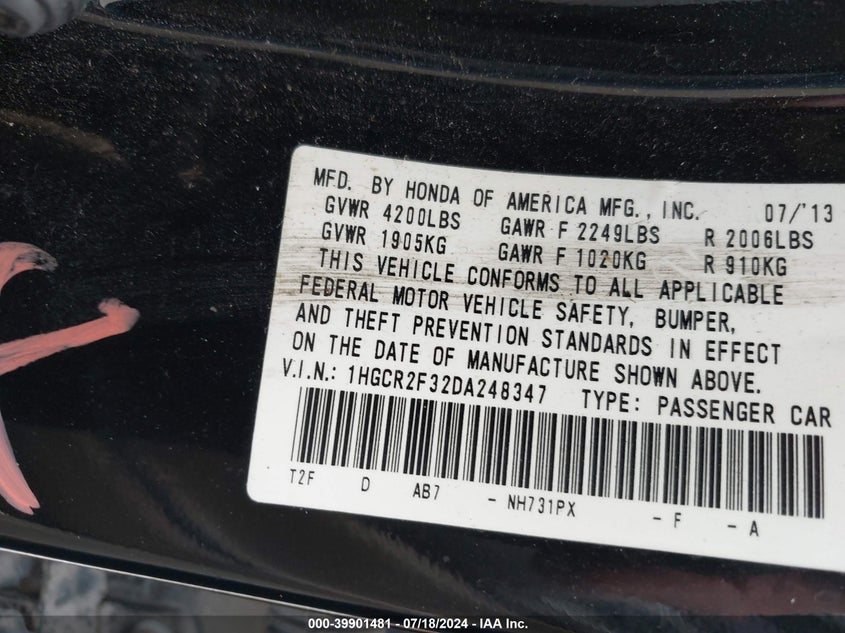 MFD. BY HONDA OF AMERICA MFG., INC. 07/'13
GVWR 4200LBS GAWR F 2249LBS R 2006LBS
GVWR 1905KG GAWR F 1020KG R 910KG
THIS VEHICLE CONFORMS TO ALL APPLICABLE
FEDERAL MOTOR VEHICLE SAFETY, BUMPER,
AND THEFT PREVENTION STANDARDS IN EFFECT
ON THE DATE OF MANUFACTURE SHOWN ABOVE.
V.I.N.: 1HGCR2F32DA248347 TYPE: PASSENGER CAR
T2F D AB7 - NH731PX - F - A
000-39901481 - 07/18/2024 - IAA Inc.